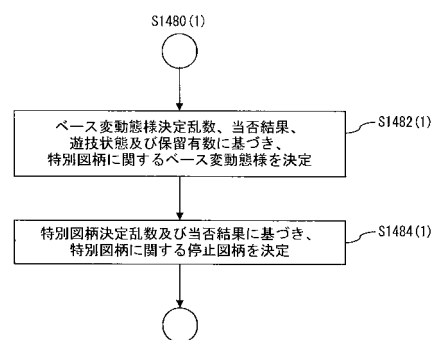 S1480(1)
ベース変動態様決定乱数、当否結果、
遊技状態及び保留有数に基づき、
特別図柄に関するベース変動態様を決定
S1482(1)
特別図柄決定乱数及び当否結果に基づき、
特別図柄に関する停止図柄を決定
S1484(1)